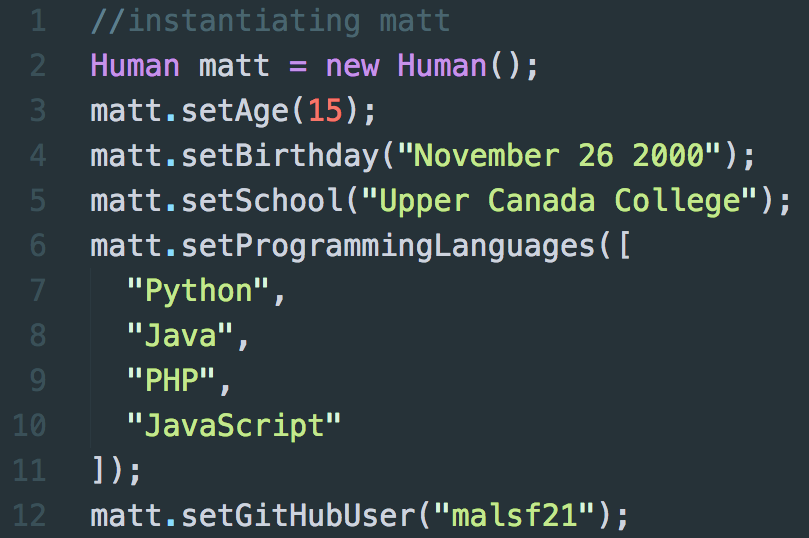 1 //instantiating matt
2 Human matt = new Human();
3 matt.setAge(15);
4 matt.setBirthday("November 26 2000");
5 matt.setSchool("Upper Canada College");
6 matt.setProgrammingLanguages([
7 "Python",
8 "Java",
9 "PHP",
10 "JavaScript"
11 ]);
12 matt.setGitHubUser("malsf21");